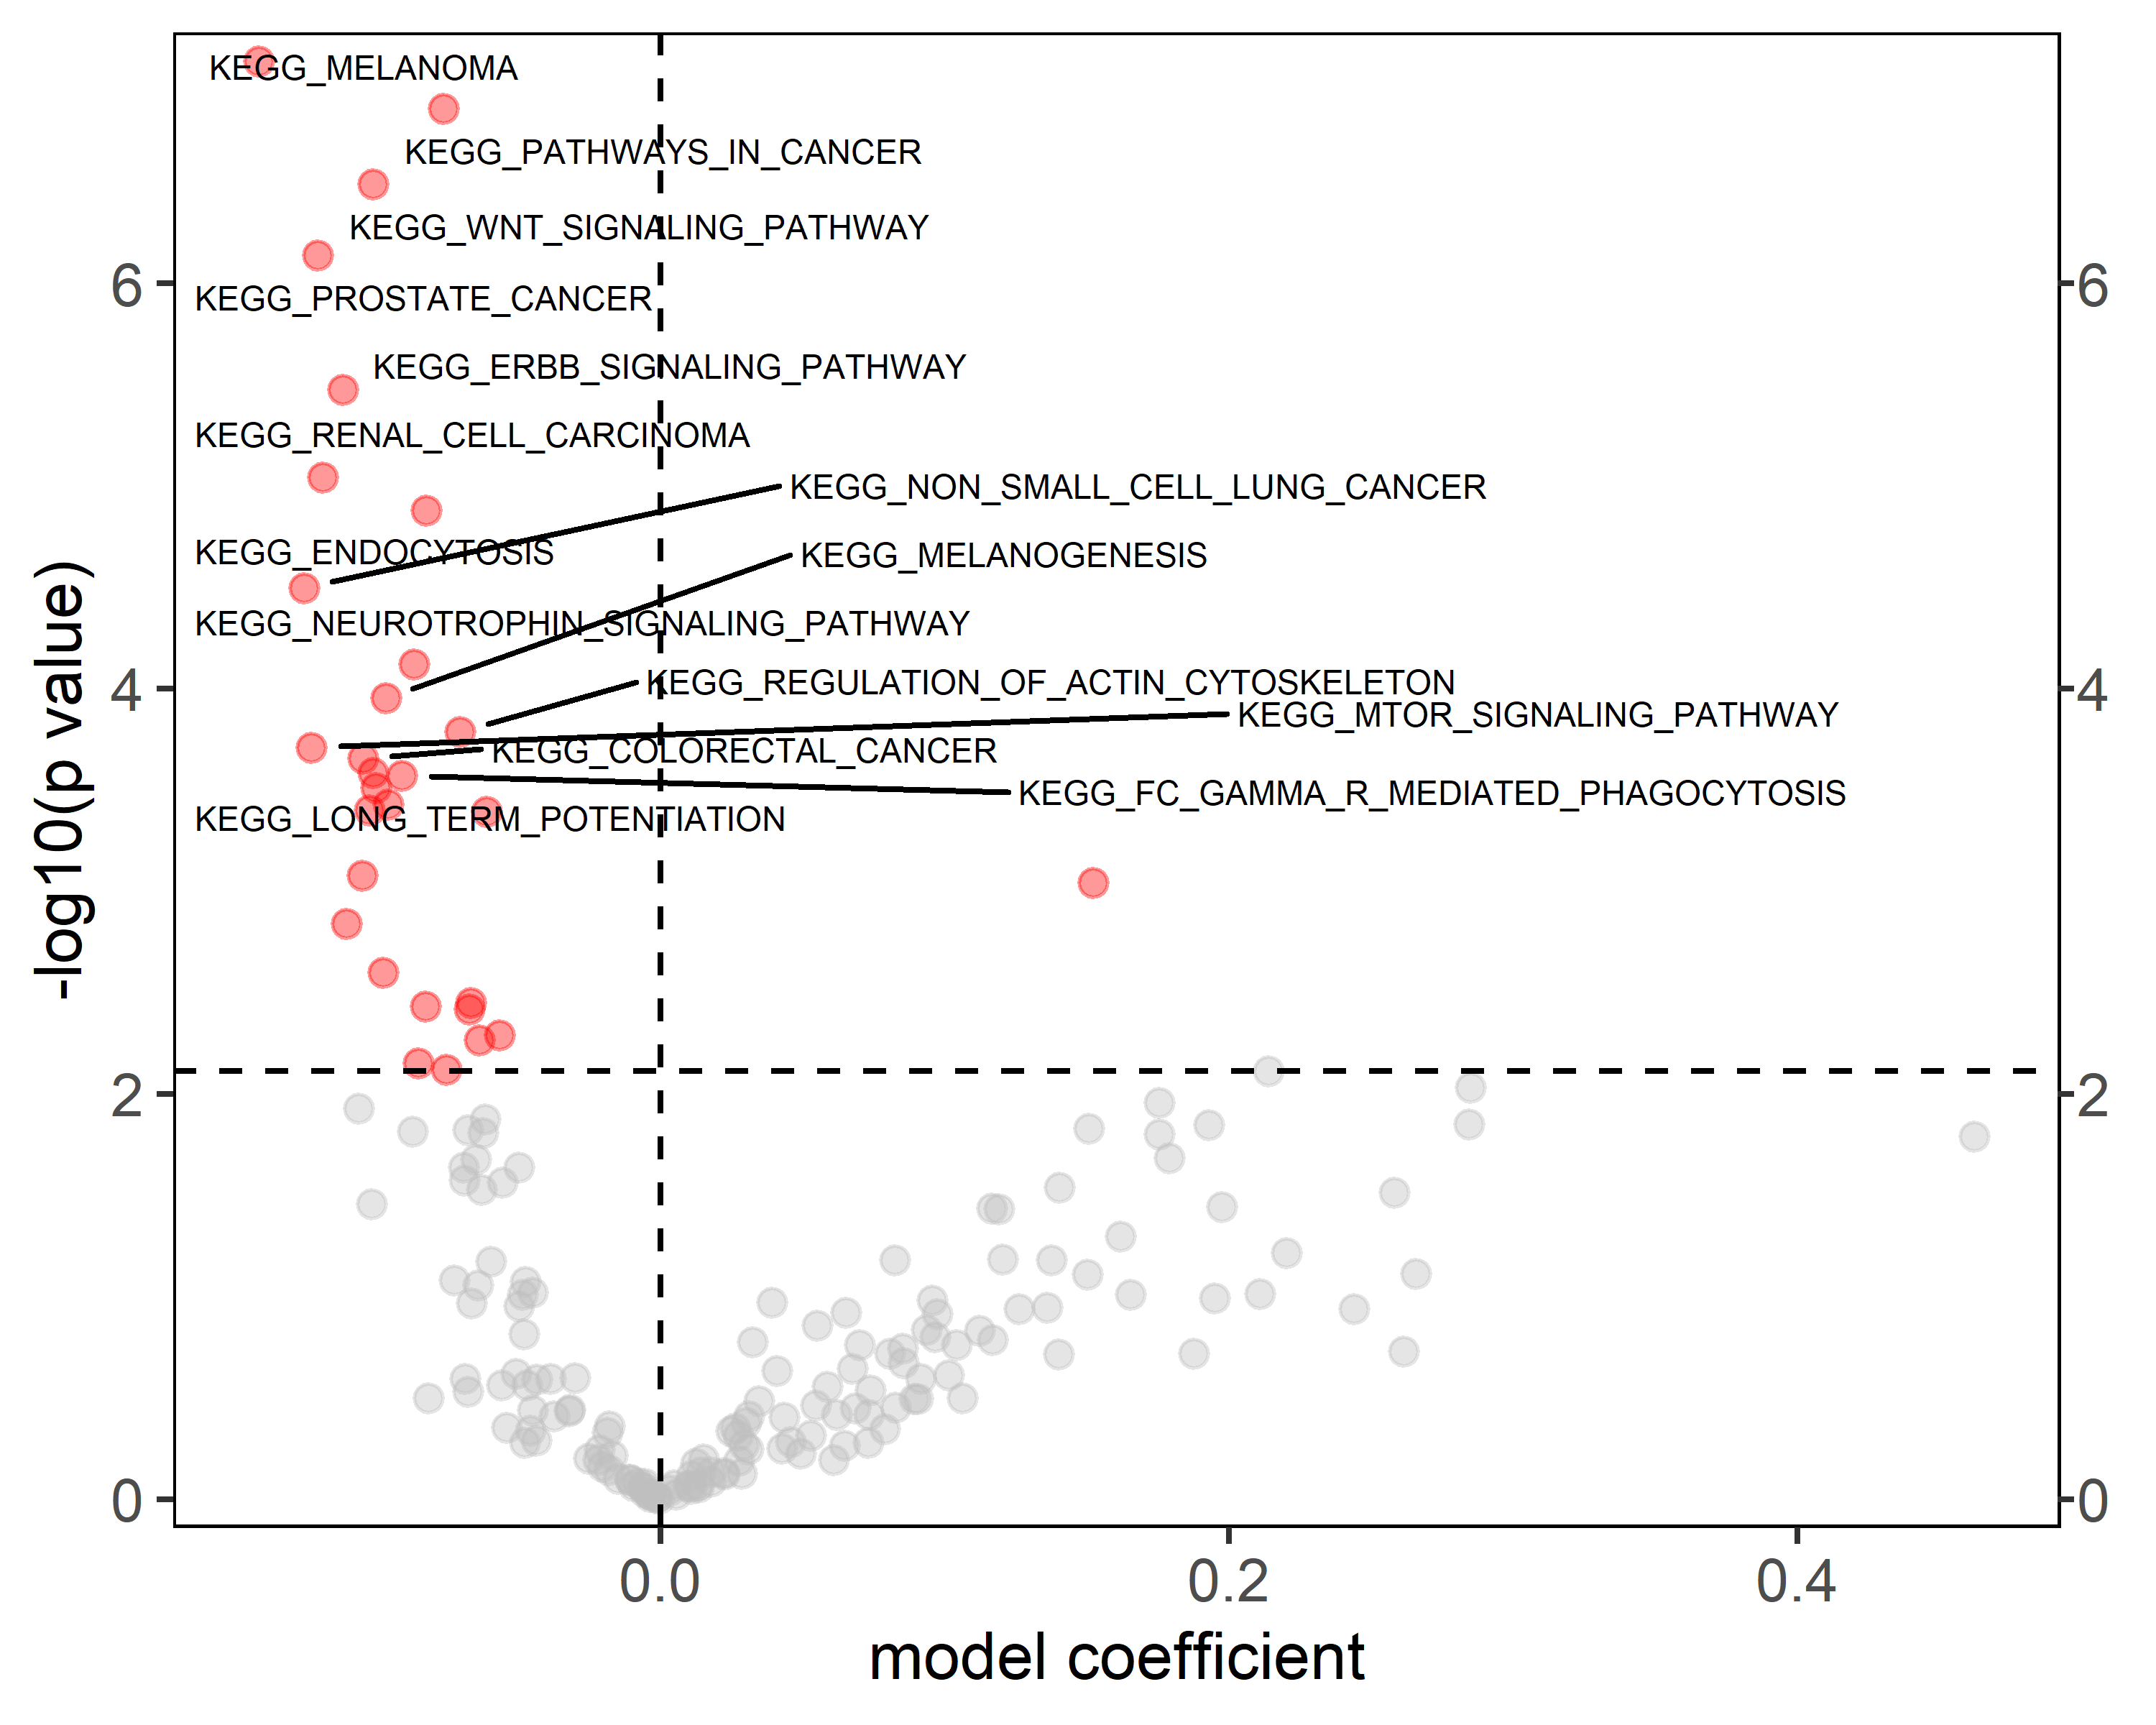 KEGG_MELANOMA
KEGG_PATHWAYS_IN_CANCER
KEGG_WNT_SIGNALING_PATHWAY
6
KEGG_PROSTATE_CANCER
6
KEGG_ERBB_SIGNALING_PATHWAY
KEGG_RENAL_CELL_CARCINOMA
KEGG_NON_SMALL_CELL_LUNG_CANCER
KEGG_ENDOCYTOSIS
KEGG_MELANOGENESIS
KEGG_NEUROTROPHIN_SIGNALING_PATHWAY
4
KEGG_REGULATION_OF_ACTIN_CYTOSKELETON
4
KEGG_MTOR_SIGNALING_PATHWAY
KEGG_COLORECTAL_CANCER
KEGG_FC_GAMMA_R_MEDIATED_PHAGOCYTOSIS
KEGG_LONG_TERM_POTENTIATION
-log10(p value)
2
2
0
0
0.0
0.2
0.4
model coefficient